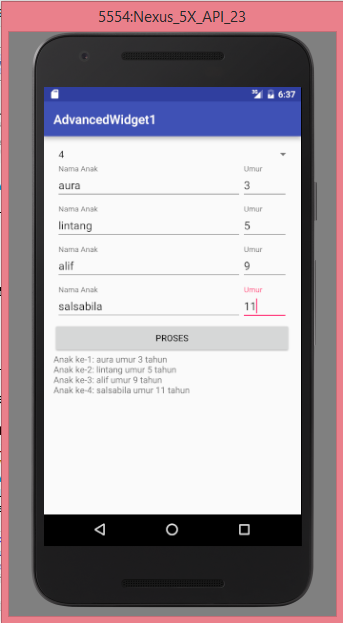 5554:Nexus_5X_API_23
6:37
AdvancedWidget1
4
Nama Anak Umur
aura 3
Nama Anak Umur
lintang 5
Nama Anak Umur
alif 9
Nama Anak Umur
salsabila 11
PROSES
Anak ke-1: aura umur 3 tahun
Anak ke-2: lintang umur 5 tahun
Anak ke-3: alif umur 9 tahun
Anak ke-4: salsabila umur 11 tahun